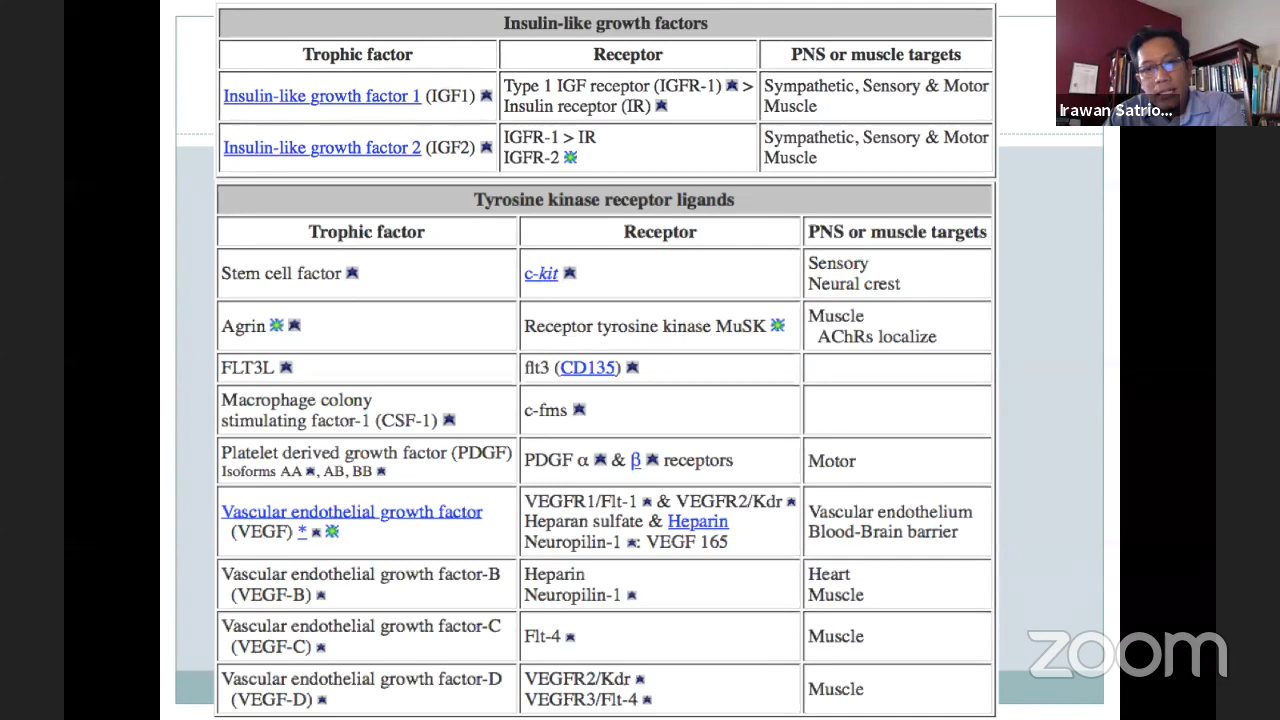 Insulin-like growth factors
Trophic factor Receptor PNS or muscle targets
Insulin-like growth factor 1 (IGF1) Type 1 IGF receptor (IGFR-1) > Insulin receptor (IR) Sympathetic, Sensory & Motor Muscle
Insulin-like growth factor 2 (IGF2) IGFR-1 > IR IGFR-2 Sympathetic, Sensory & Motor Muscle
Tyrosine kinase receptor ligands
Trophic factor Receptor PNS or muscle targets
Stem cell factor c-kit Sensory Neural crest
Agrin Receptor tyrosine kinase MuSK Muscle AChRs localize
FLT3L flt3 (CD135)
Macrophage colony stimulating factor-1 (CSF-1) c-fms
Platelet derived growth factor (PDGF) Isoforms AA, AB, BB PDGF α & β receptors Motor
Vascular endothelial growth factor (VEGF) * VEGFR1/Flt-1 & VEGFR2/Kdr Heparan sulfate & Heparin Neuropilin-1 : VEGF 165 Vascular endothelium Blood-Brain barrier
Vascular endothelial growth factor-B (VEGF-B) Heparin Neuropilin-1 Heart Muscle
Vascular endothelial growth factor-C (VEGF-C) Flt-4 Muscle
Vascular endothelial growth factor-D (VEGF-D) VEGFR2/Kdr VEGFR3/Flt-4 Muscle
Irawan Satrio...
zoom